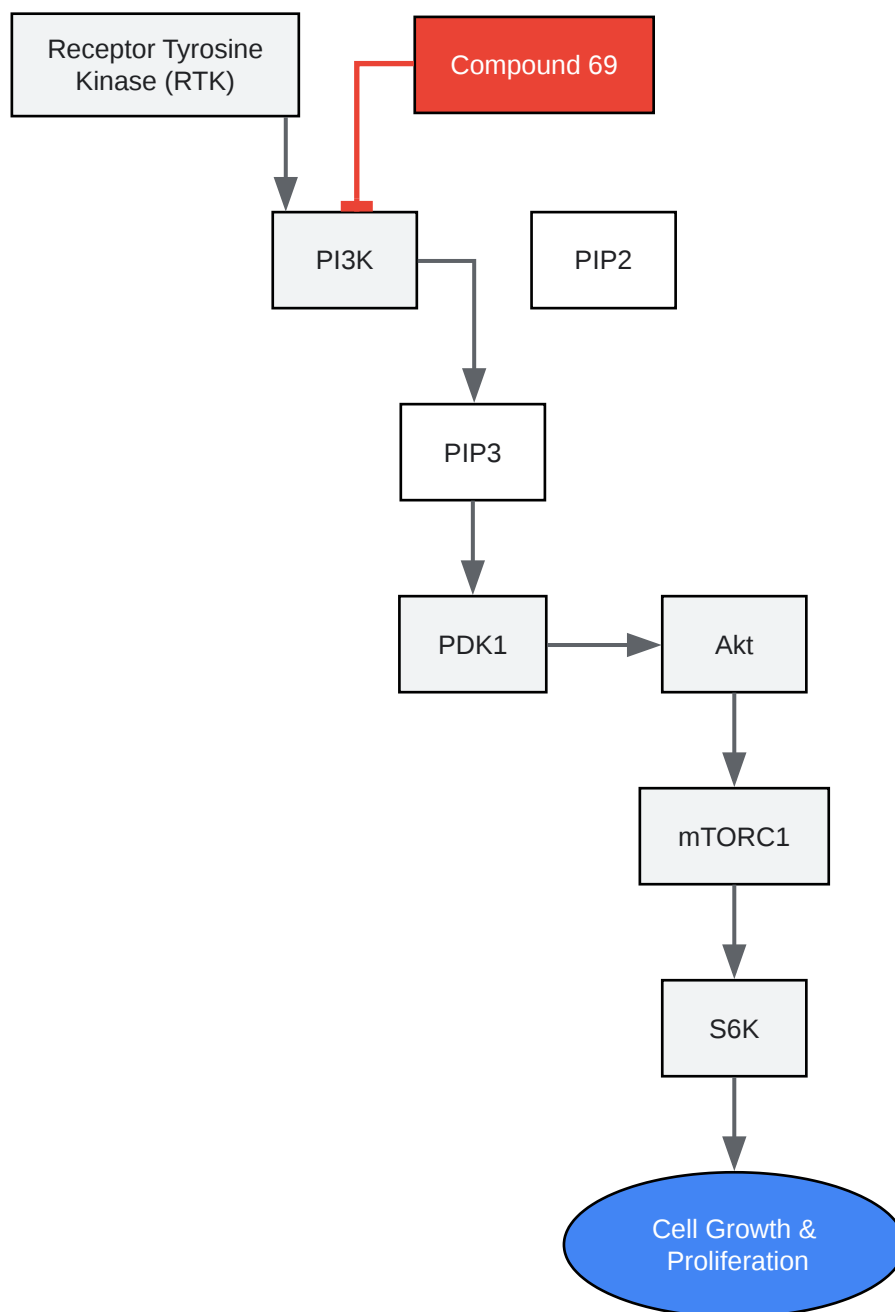 Receptor Tyrosine
Kinase (RTK)
Compound 69
PI3K
PIP2
PIP3
PDK1
Akt
mTORC1
S6K
Cell Growth &
Proliferation